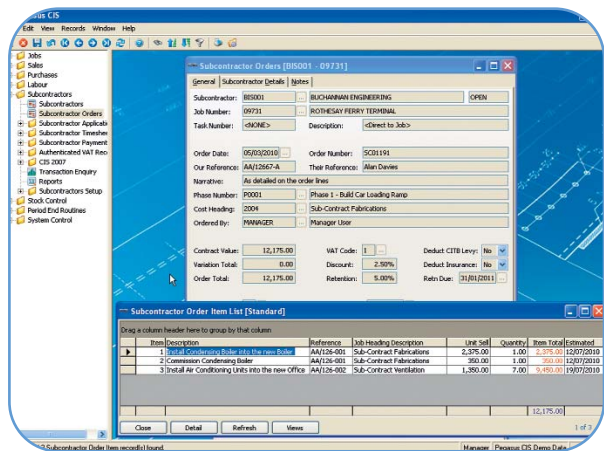 CIS
Edit View Records Window Help
Jobs
Sales
Purchases
Labour
Subcontractors
Subcontractors
Subcontractor Orders
Subcontractor Applicati
Subcontractor Timeshee
Subcontractor Payment
Authenticated VAT Rec
CIS 2007
Transaction Enquiry
Reports
Subcontractors Setup
Stock Control
Period End Routines
System Control
Subcontractor Orders [BIS001 - 09731]
General Subcontractor Details Notes
Subcontractor: BIS001 ... BUCHANNAN ENGINEERING OPEN
Job Number: 09731 ... ROTHESAY FERRY TERMINAL
Task Number: <NONE> ... Description: <Direct to Job>
Order Date: 05/03/2010 ... Order Number: SC01191
Our Reference: AA/12667-A Their Reference: Alan Davies
Narrative: As detailed on the order lines
Phase Number: P0001 ... Phase 1 - Build Car Loading Ramp
Cost Heading: 2004 ... Sub-Contract Fabrications
Ordered By: MANAGER ... Manager User
Contract Value: 12,175.00 VAT Code: 1 ... Deduct CITB Levy: No
Variation Total: 0.00 Discount: 2.50% Deduct Insurance: No
Order Total: 12,175.00 Retention: 5.00% Retn Due: 31/01/2011 ...
Subcontractor Order Item List [Standard]
Drag a column header here to group by that column
Item Description Reference Job Heading Description Unit Sell Quantity Item Total Estimated
1 Install Condensing Boiler into the new Boiler AA/126-001 Sub-Contract Fabrications 2,375.00 1.00 2,375.00 12/07/2010
2 Commission Condensing Boiler AA/126-001 Sub-Contract Fabrications 350.00 1.00 350.00 12/07/2010
3 Install Air Conditioning Units into the new Office AA/126-002 Sub-Contract Ventilation 1,350.00 7.00 9,450.00 19/07/2010
12,175.00
Close Detail Refresh Views 1 of 3
Subcontractor Order Item record(s) found. Manager Pegasus CIS Demo Data